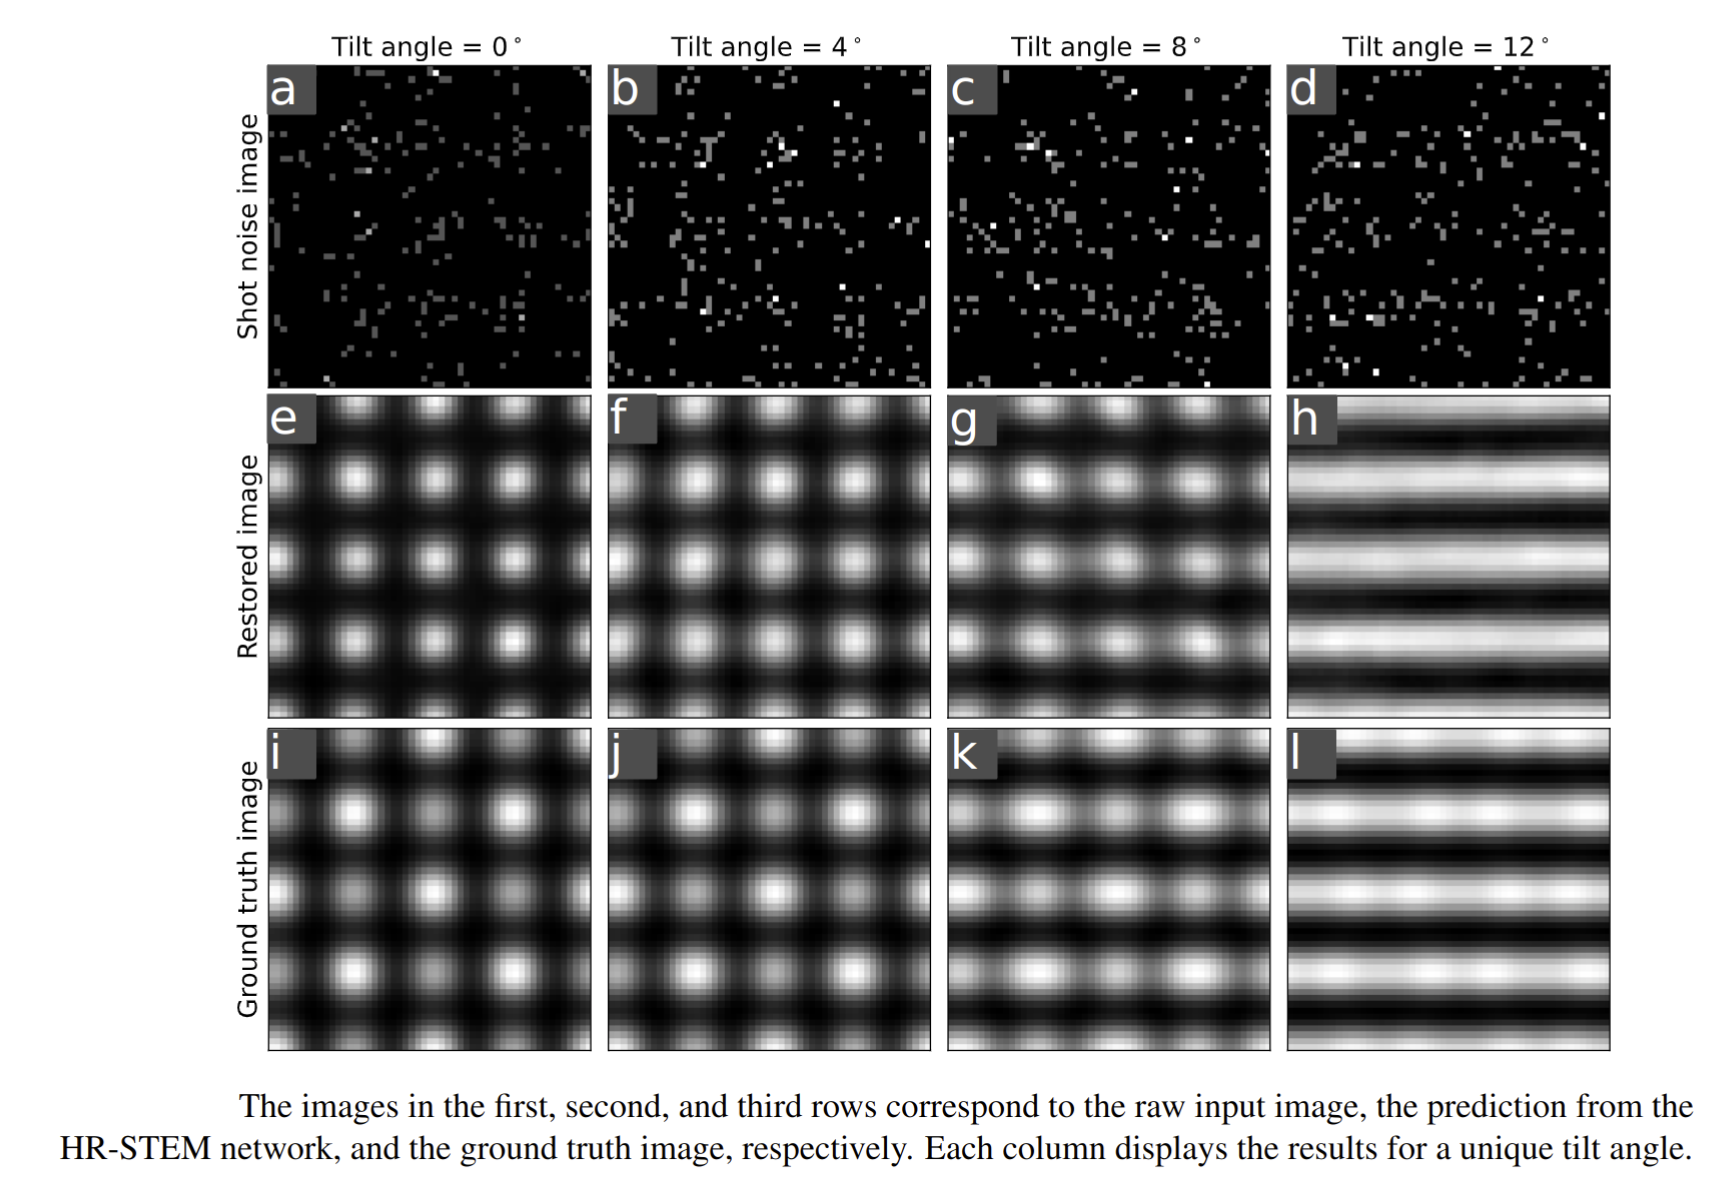 Tilt angle = 0° Tilt angle = 4° Tilt angle = 8° Tilt angle = 12°
Shot noise image
a b c d
Restored image
e f g h
Ground truth image
i j k l
The images in the first, second, and third rows correspond to the raw input image, the prediction from the
HR-STEM network, and the ground truth image, respectively. Each column displays the results for a unique tilt angle.